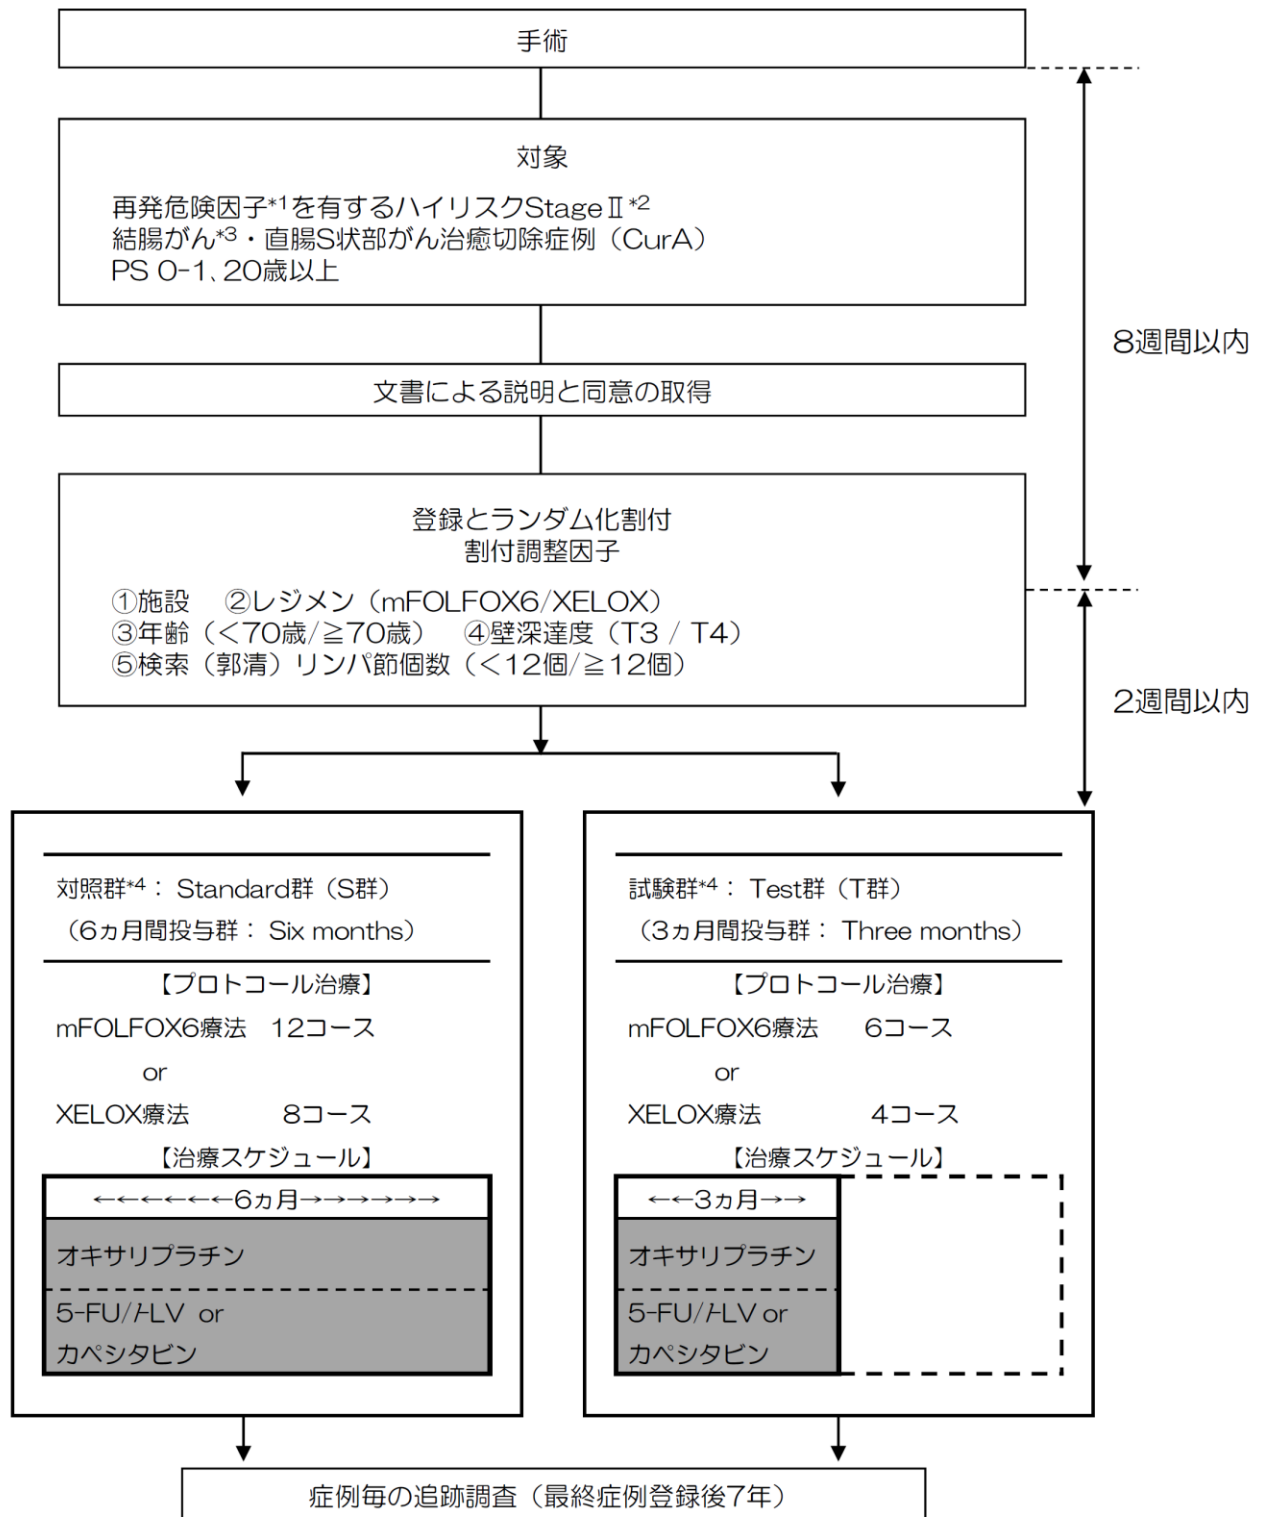 手術
対象
再発危険因子*1を有するハイリスクStageⅡ*2
結腸がん*3・直腸S状部がん治癒切除症例（CurA）
PS 0-1、20歳以上
8週間以内
文書による説明と同意の取得
登録とランダム化割付
割付調整因子
①施設　②レジメン（mFOLFOX6/XELOX）
③年齢（＜70歳/≧70歳）　④壁深達度（T3 / T4）
⑤検索（郭清）リンパ節個数（＜12個/≧12個）
2週間以内
対照群*4： Standard群（S群）
（6ヵ月間投与群： Six months）
【プロトコール治療】
mFOLFOX6療法　12コース
or
XELOX療法　8コース
【治療スケジュール】
←←←←←←6ヵ月→→→→→→
オキサリプラチン
5-FU/l-LV or
カペシタビン
試験群*4： Test群（T群）
（3ヵ月間投与群： Three months）
【プロトコール治療】
mFOLFOX6療法　6コース
or
XELOX療法　4コース
【治療スケジュール】
←←3ヵ月→→
オキサリプラチン
5-FU/l-LV or
カペシタビン
症例毎の追跡調査（最終症例登録後7年）